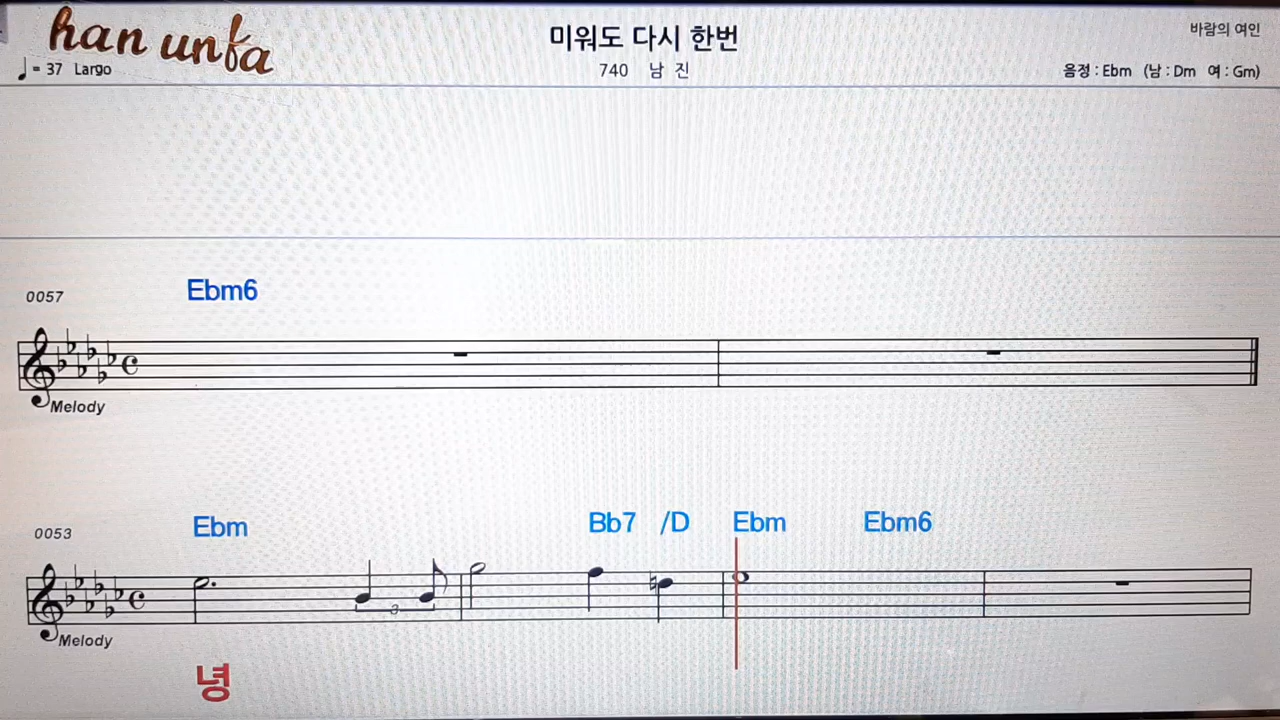 han unfa
미워도 다시 한번
바람의 여인
♩= 37 Largo
740 남 진
음정 : Ebm (남 : Dm 여 : Gm)
0057 Ebm6
Melody
0053 Ebm Bb7 /D Ebm Ebm6
3
Melody
녕